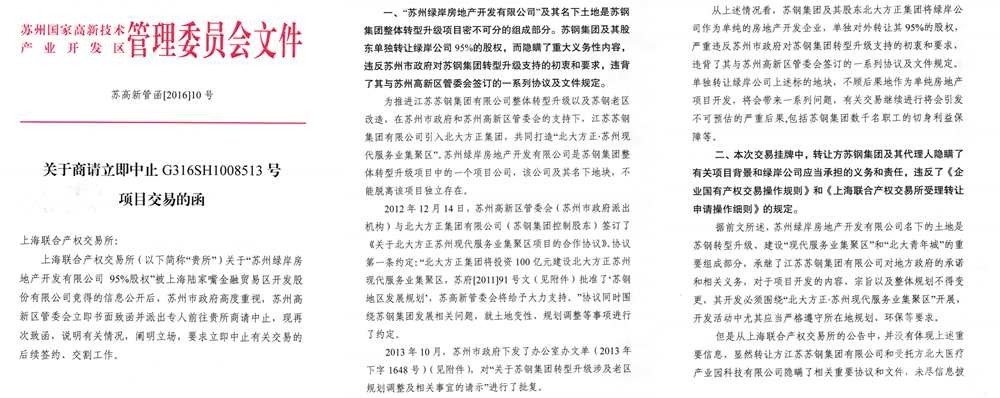 苏州国家高新技术
产业开发区管理委员会文件
苏高新管函[2016]10 号
关于商请立即中止 G316SH1008513 号
项目交易的函
上海联合产权交易所：
上海联合产权交易所（以下简称“贵所”）关于“苏州绿岸房
地产开发有限公司 95%股权”被上海陆家嘴金融贸易区开发股
份有限公司竞得的信息公开后，苏州市政府高度重视，苏州高
新区管委会立即书面致函并派出专人前往贵所商请中止，现再
次致函，说明有关情况，阐明立场，要求立即中止有关交易的
后续签约、交割工作。
一、“苏州绿岸房地产开发有限公司”及其名下土地是苏钢
集团整体转型升级项目密不可分的组成部分。苏钢集团及其股
东单独转让绿岸公司 95%的股权，而隐瞒了重大义务性内容，
违反苏州市政府对苏钢集团转型升级支持的初衷和要求，违背
了其与苏州高新区管委会签订的一系列协议及文件规定。
为推进江苏苏钢集团有限公司整体转型升级以及苏钢老区
改造，在苏州市政府和苏州高新区管委会的支持下，江苏苏钢
集团有限公司引入北大方正集团，共同打造“北大方正·苏州现
代服务业集聚区”。苏州绿岸房地产开发有限公司是苏钢集团整
体转型升级项目中的一个项目公司，该公司及其名下地块，不
能脱离该项目独立存在。
2012 年 12 月 14 日，苏州高新区管委会（苏州市政府派出
机构）与北大方正集团有限公司（苏钢集团控制股东）签订了
《关于北大方正苏州现代服务业集聚区项目的合作协议》，协议
第一条约定：“北大方正集团将投资 100 亿元建设北大方正苏州
现代服务业集聚区，苏府[2011]91 号文（见附件）批准了‘苏钢
地区发展规划’，苏高新管委会将给予大力支持。”协议同时围
绕苏钢集团发展相关问题，就土地变性、规划调整等事项进行
了约定。
2013 年 10 月，苏州市政府下发了办公室办文单（2013 年
下字 1648 号）（见附件），对“关于苏钢集团转型升级涉及老区
规划调整及相关事宜的请示”进行了批复。
从上述情况看，苏钢集团及其股东北大方正集团将绿岸公
司作为单纯的房地产开发企业，单独对外转让其 95%的股权，
严重违反苏州市政府对苏钢集团转型升级支持的初衷和要求，
违背了其与苏州高新区管委会签订的一系列协议及文件规定。
单独转让绿岸公司上述标的地块，不顾后果地作为单纯房地产
项目开发，将会带来一系列问题，有关交易继续进行将会引发
不可预估的严重后果，包括苏钢集团数千名职工的切身利益保
障等。
二、本次交易挂牌中，转让方苏钢集团及其代理人隐瞒了
有关项目背景和绿岸公司应当承担的义务和责任，违反了《企
业国有产权交易操作规则》和《上海联合产权交易所受理转让
申请操作细则》的规定。
据前文所述，苏州绿岸房地产开发有限公司名下的土地是
苏钢转型升级、建设“现代服务业集聚区”和“北大青年城”的重
要组成部分，承继了江苏苏钢集团有限公司对地方政府的承诺
和相关义务，对于项目开发的内容、宗旨以及整体规划不得变
更，其开发必须围绕“北大方正·苏州现代服务业集聚区”开展，
开发活动中尤其应当严格遵守所在地规划、环保等要求。
但是从上海联合产权交易所的公告中，并没有体现上述重
要信息，显然转让方江苏苏钢集团有限公司和受托方北大医疗
产业园科技有限公司隐瞒了相关重要协议和文件，未尽信息披